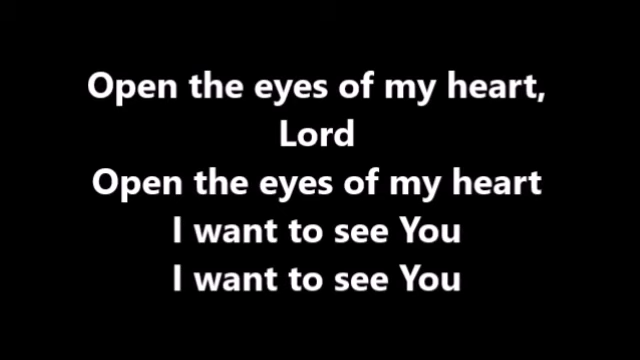 Open the eyes of my heart,
Lord
Open the eyes of my heart
I want to see You
I want to see You